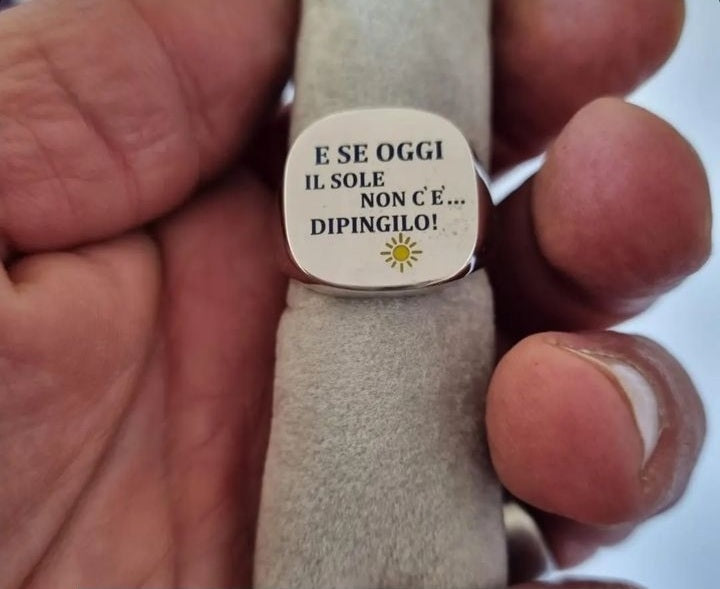 E SE OGGI
IL SOLE
NON C'E'...
DIPINGILO!